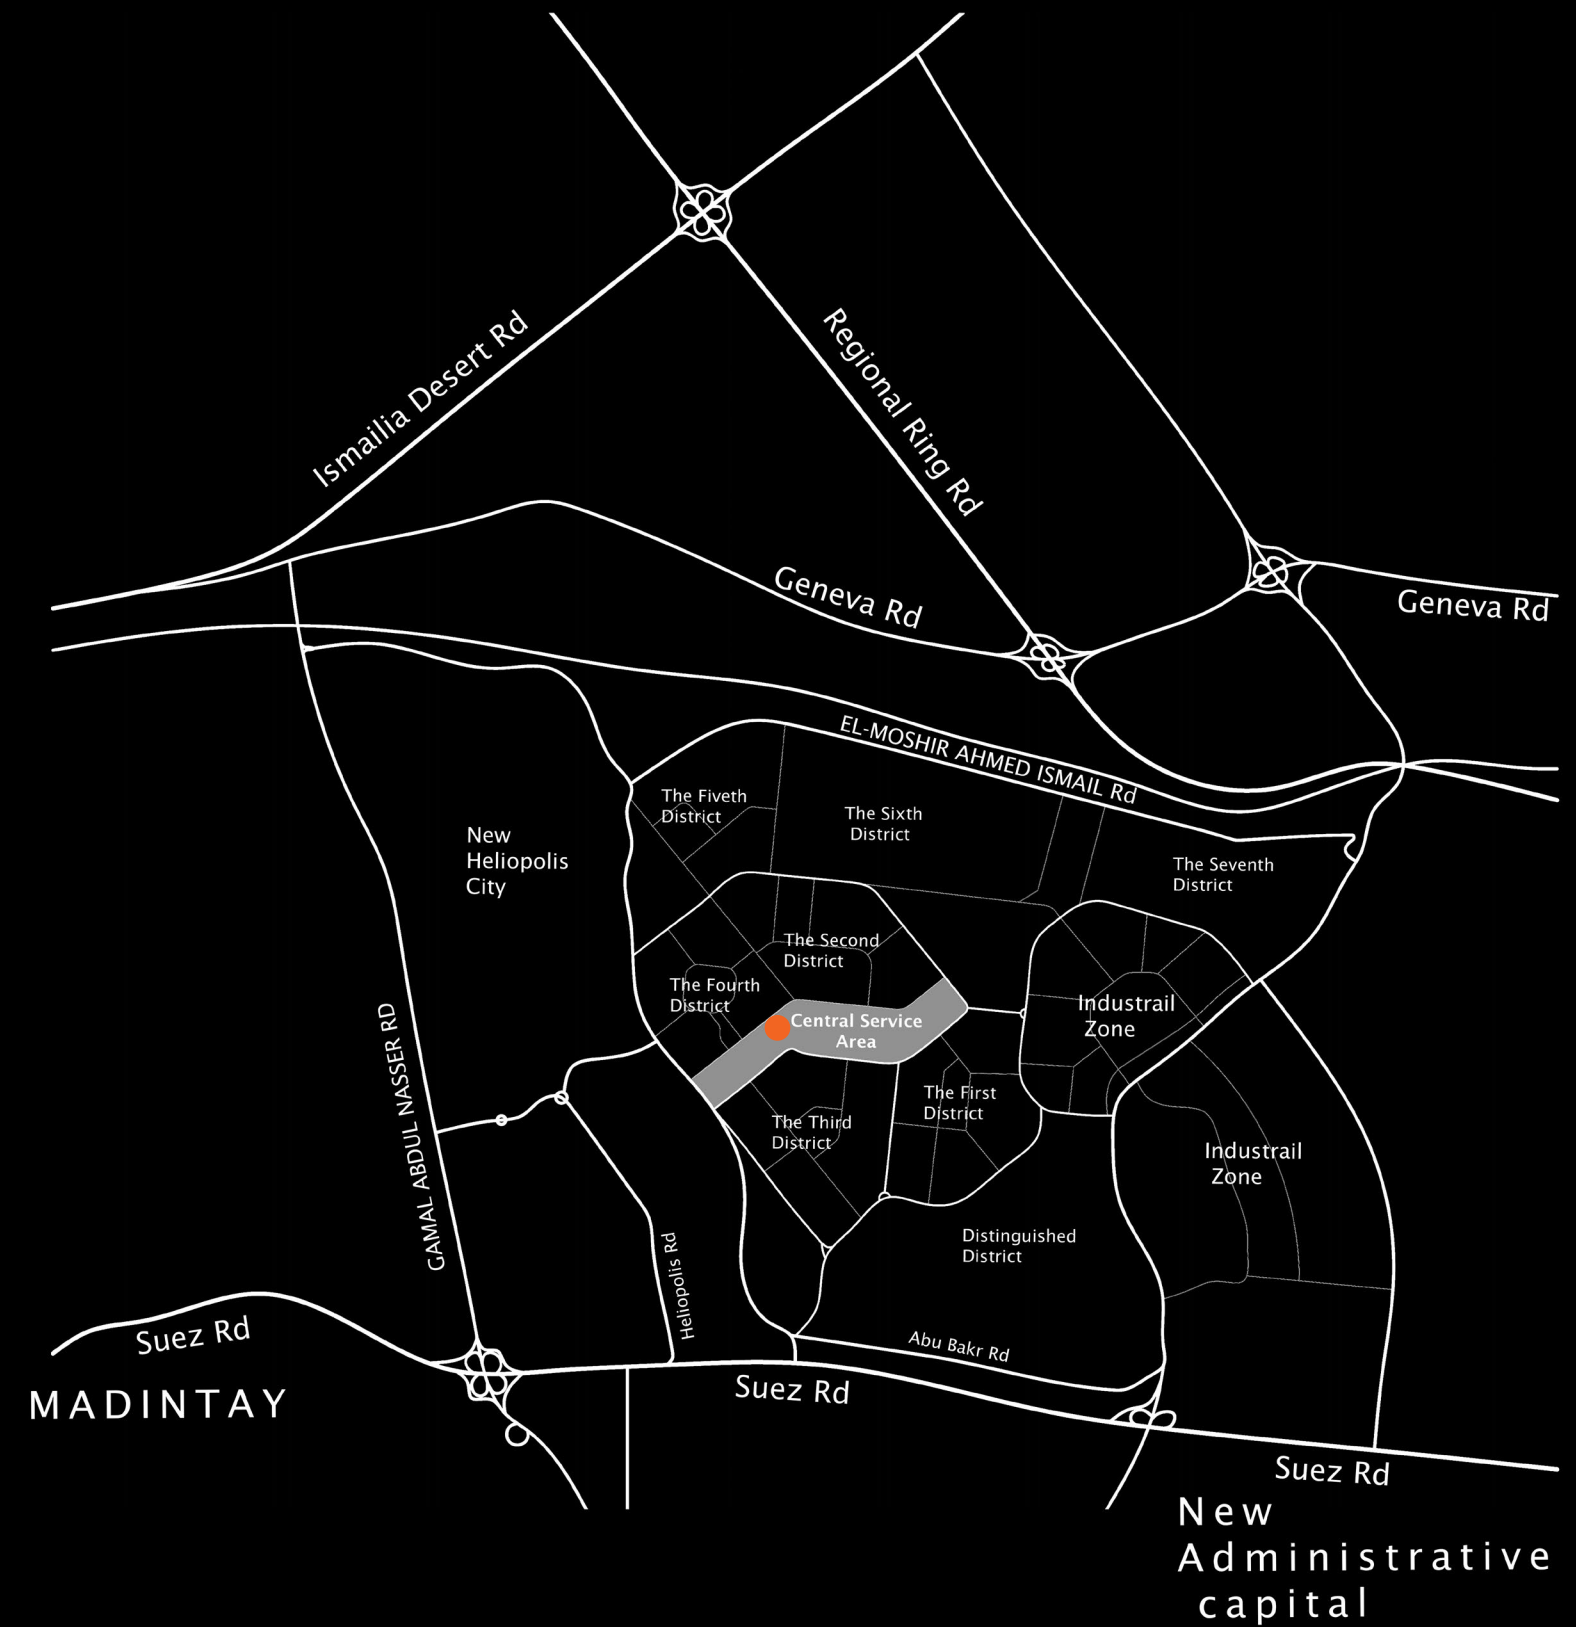 Ismailia Desert Rd
Regional Ring Rd
Geneva Rd
Geneva Rd
EL-MOSHIR AHMED ISMAIL Rd
The Fiveth
District
The Sixth
District
New
Heliopolis
City
The Seventh
District
The Second
District
The Fourth
District
Industrail
Zone
Central Service
Area
GAMAL ABDUL NASSER RD
The First
District
The Third
District
Industrail
Zone
Distinguished
District
Heliopolis Rd
Suez Rd
Abu Bakr Rd
MADINTAY
Suez Rd
Suez Rd
New
Administrative
capital